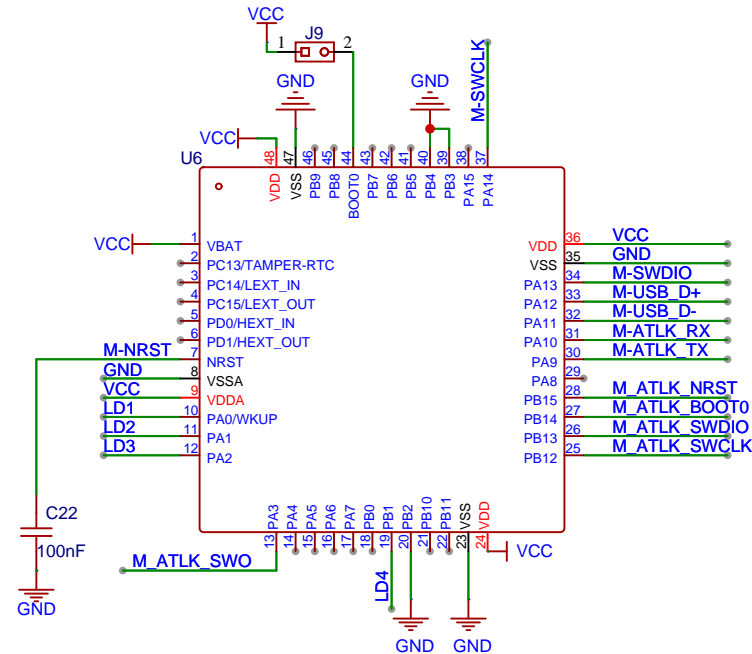 VCC
J9
1
2
GND
GND
M-SWCLK
VCC
U6
48
47
46
45
44
43
42
41
40
39
38
37
VDD
VSS
PB9
PB8
BOOT0
PB7
PB6
PB5
PB4
PB3
PA15
PA14
VCC
1 VBAT
2 PC13/TAMPER-RTC
3 PC14/LEXT_IN
4 PC15/LEXT_OUT
5 PD0/HEXT_IN
6 PD1/HEXT_OUT
M-NRST 7 NRST
GND 8 VSSA
VCC 9 VDDA
LD1 10 PA0/WKUP
LD2 11 PA1
LD3 12 PA2
VDD 36 VCC
VSS 35 GND
PA13 34 M-SWDIO
PA12 33 M-USB_D+
PA11 32 M-USB_D-
PA10 31 M-ATLK_RX
PA9 30 M-ATLK_TX
PA8 29
PB15 28 M_ATLK_NRST
PB14 27 M_ATLK_BOOT0
PB13 26 M_ATLK_SWDIO
PB12 25 M_ATLK_SWCLK
PA3
PA4
PA5
PA6
PA7
PB0
PB1
PB2
PB10
PB11
VSS
VDD
13
14
15
16
17
18
19
20
21
22
23
24
C22
100nF
GND
M_ATLK_SWO
LD4
VCC
GND
GND